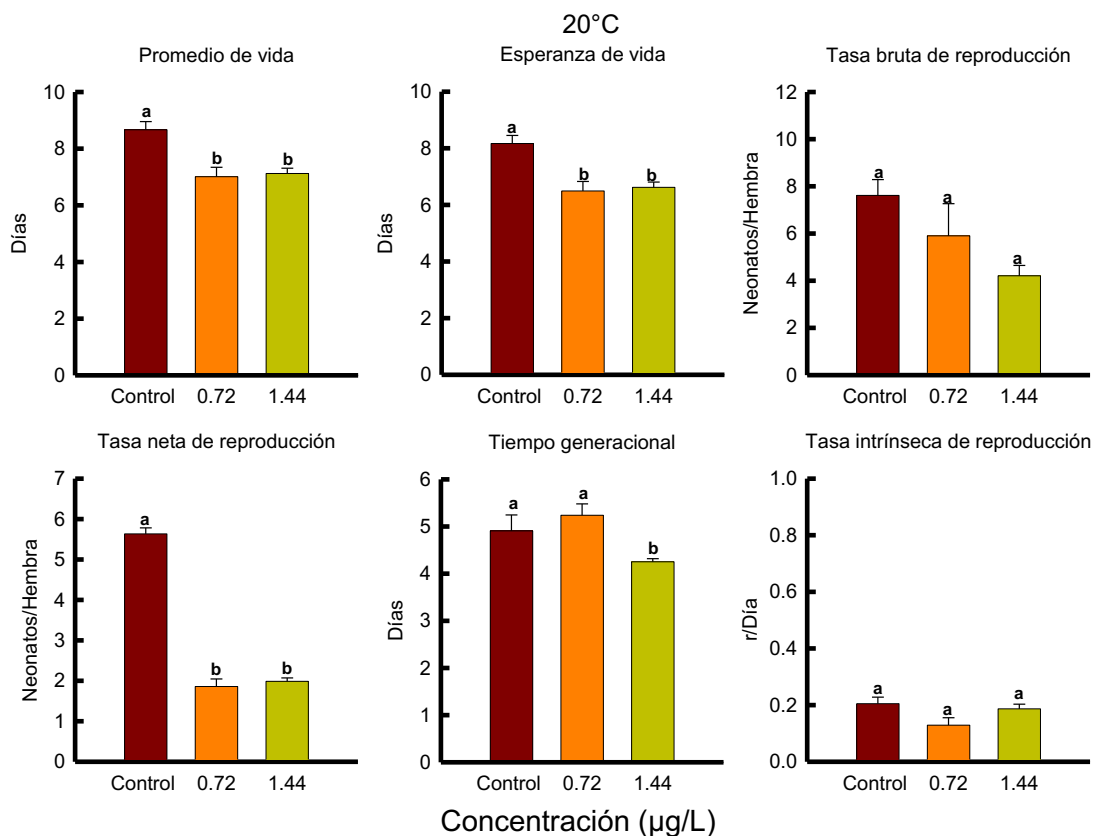 20°C
Promedio de vida
Días
10
8
6
4
2
0
a
b
b
Control 0.72 1.44
Esperanza de vida
Días
10
8
6
4
2
0
a
b
b
Control 0.72 1.44
Tasa bruta de reproducción
Neonatos/Hembra
12
10
8
6
4
2
0
a
a
a
Control 0.72 1.44
Tasa neta de reproducción
Neonatos/Hembra
7
6
5
4
3
2
1
0
a
b
b
Control 0.72 1.44
Tiempo generacional
Días
6
5
4
3
2
1
0
a
a
b
Control 0.72 1.44
Tasa intrínseca de reproducción
r/Día
1.0
0.8
0.6
0.4
0.2
0.0
a
a
a
Control 0.72 1.44
Concentración (µg/L)